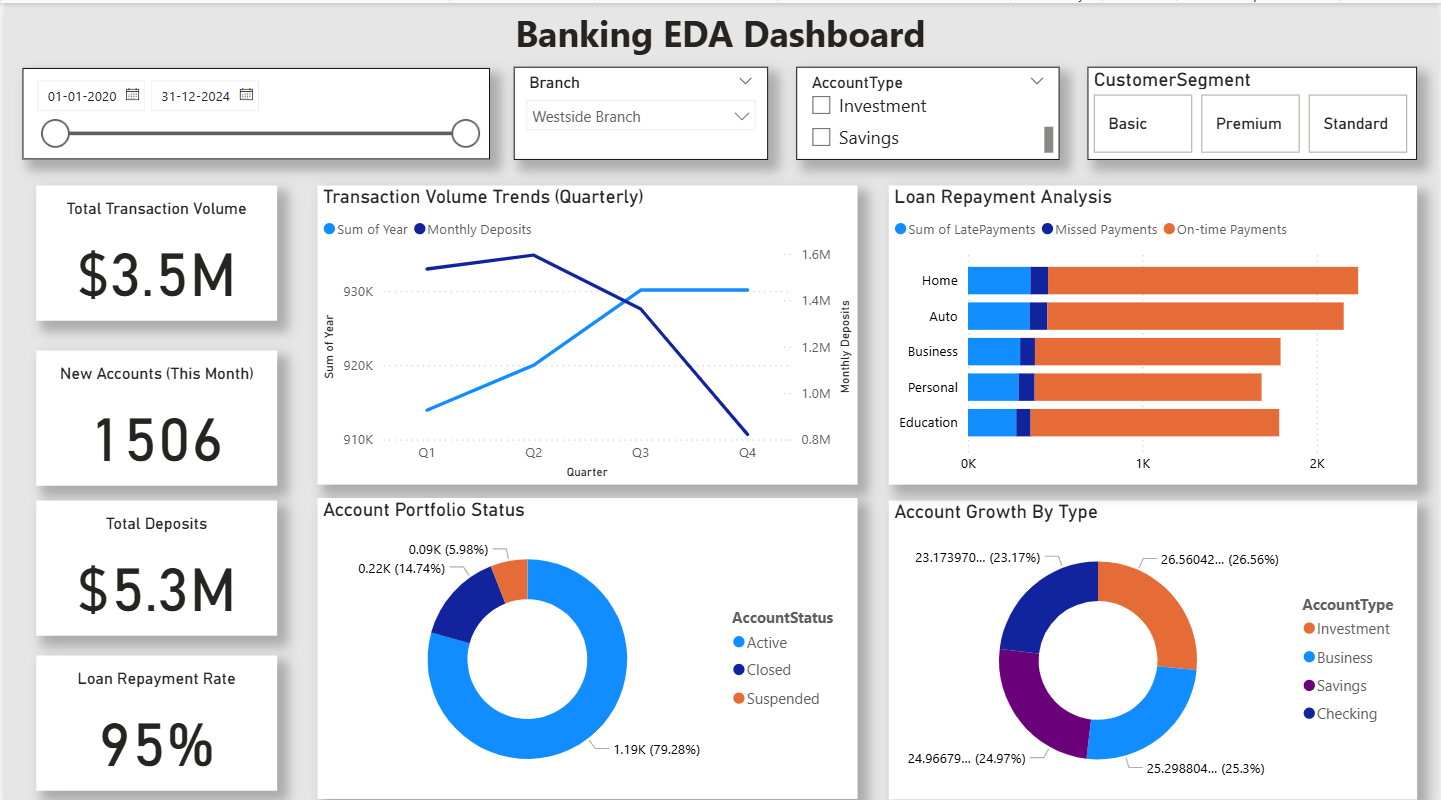 Banking EDA Dashboard
01-01-2020
31-12-2024
Branch
Westside Branch
AccountType
Investment
Savings
CustomerSegment
Basic
Premium
Standard
Total Transaction Volume
$3.5M
New Accounts (This Month)
1506
Total Deposits
$5.3M
Loan Repayment Rate
95%
Transaction Volume Trends (Quarterly)
Sum of Year
Monthly Deposits
930K
920K
910K
Sum of Year
1.6M
1.4M
1.2M
1.0M
0.8M
Monthly Deposits
Q1
Q2
Q3
Q4
Quarter
Loan Repayment Analysis
Sum of LatePayments
Missed Payments
On-time Payments
Home
Auto
Business
Personal
Education
0K
1K
2K
Account Portfolio Status
0.09K (5.98%)
0.22K (14.74%)
1.19K (79.28%)
AccountStatus
Active
Closed
Suspended
Account Growth By Type
23.173970... (23.17%)
26.56042... (26.56%)
24.96679... (24.97%)
25.298804... (25.3%)
AccountType
Investment
Business
Savings
Checking